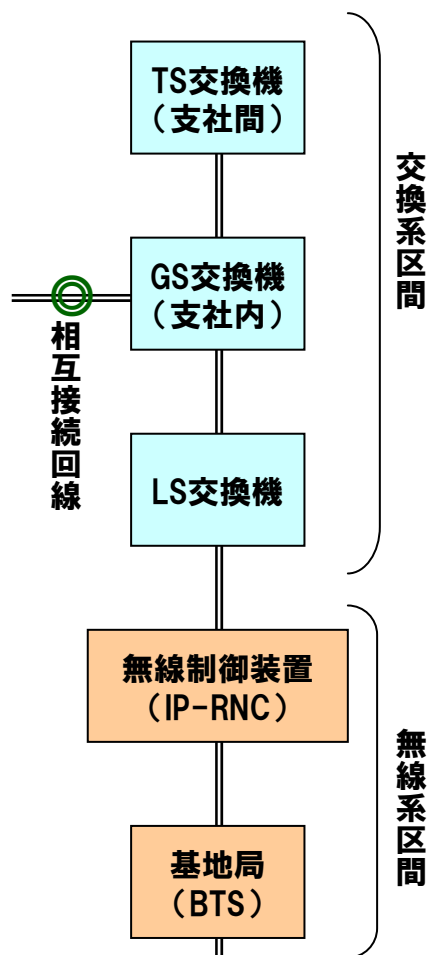 TS交換機
（支社間）
交換系区間
GS交換機
（支社内）
相互接続回線
LS交換機
無線制御装置
（IP-RNC）
無線系区間
基地局
（BTS）